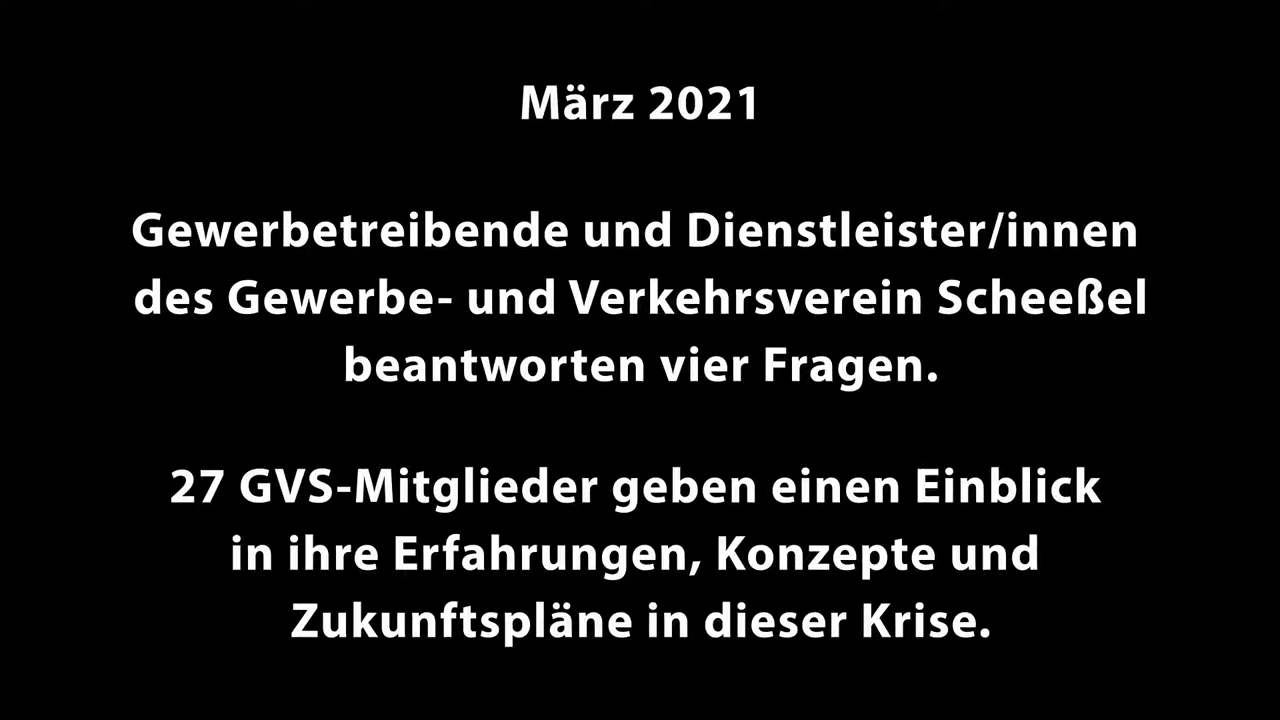 März 2021
Gewerbetreibende und Dienstleister/innen
des Gewerbe- und Verkehrsverein Scheeßel
beantworten vier Fragen.
27 GVS-Mitglieder geben einen Einblick
in ihre Erfahrungen, Konzepte und
Zukunftspläne in dieser Krise.